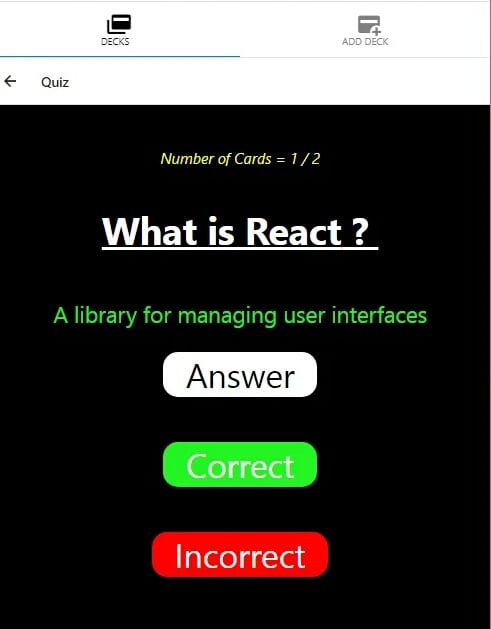 DECKS
ADD DECK
Quiz
Number of Cards = 1 / 2
What is React ?
A library for managing user interfaces
Answer
Correct
Incorrect